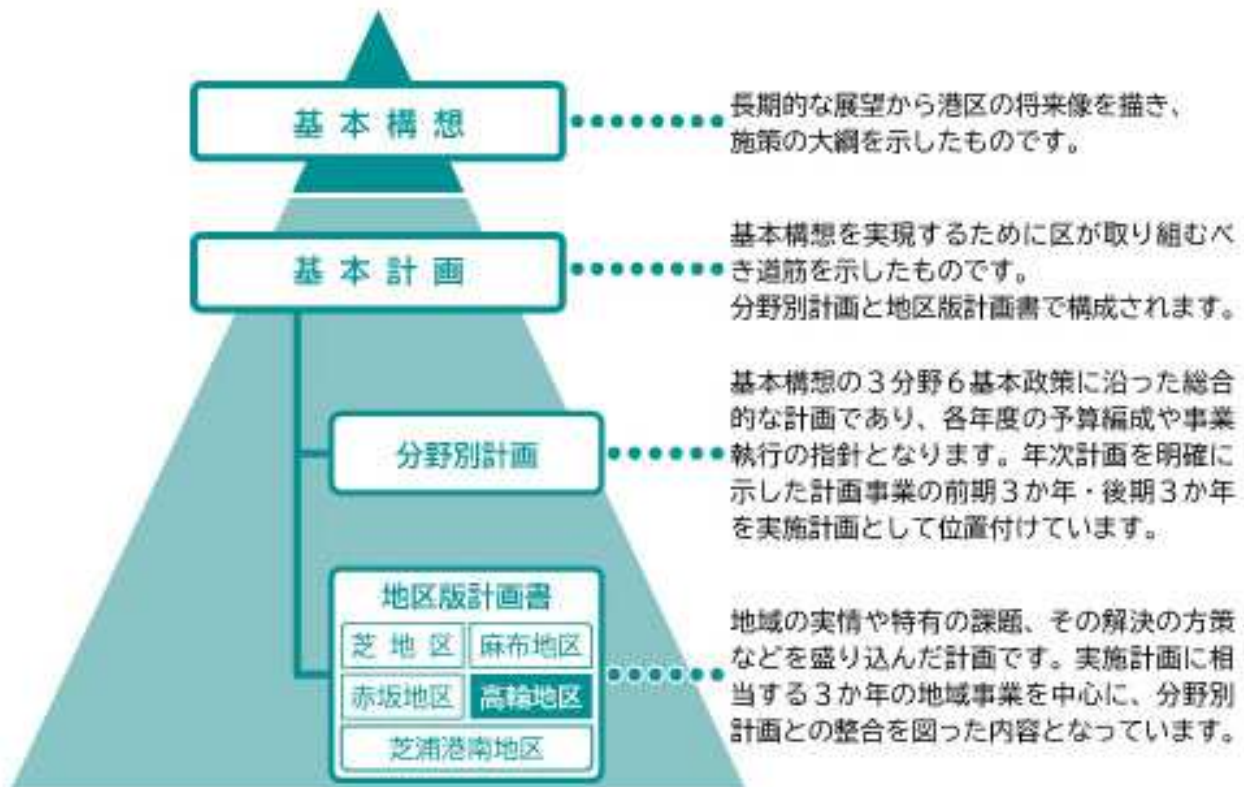 基本構想
長期的な展望から港区の将来像を描き、
施策の大綱を示したものです。
基本計画
基本構想を実現するために区が取り組むべ
き道筋を示したものです。
分野別計画と地区版計画書で構成されます。
分野別計画
基本構想の3分野6基本政策に沿った総合
的な計画であり、各年度の予算編成や事業
執行の指針となります。年次計画を明確に
示した計画事業の前期3か年・後期3か年
を実施計画として位置付けています。
地区版計画書
芝地区
麻布地区
赤坂地区
高輪地区
芝浦港南地区
地域の実情や特有の課題、その解決の方策
などを盛り込んだ計画です。実施計画に相
当する3か年の地域事業を中心に、分野別
計画との整合を図った内容となっています。